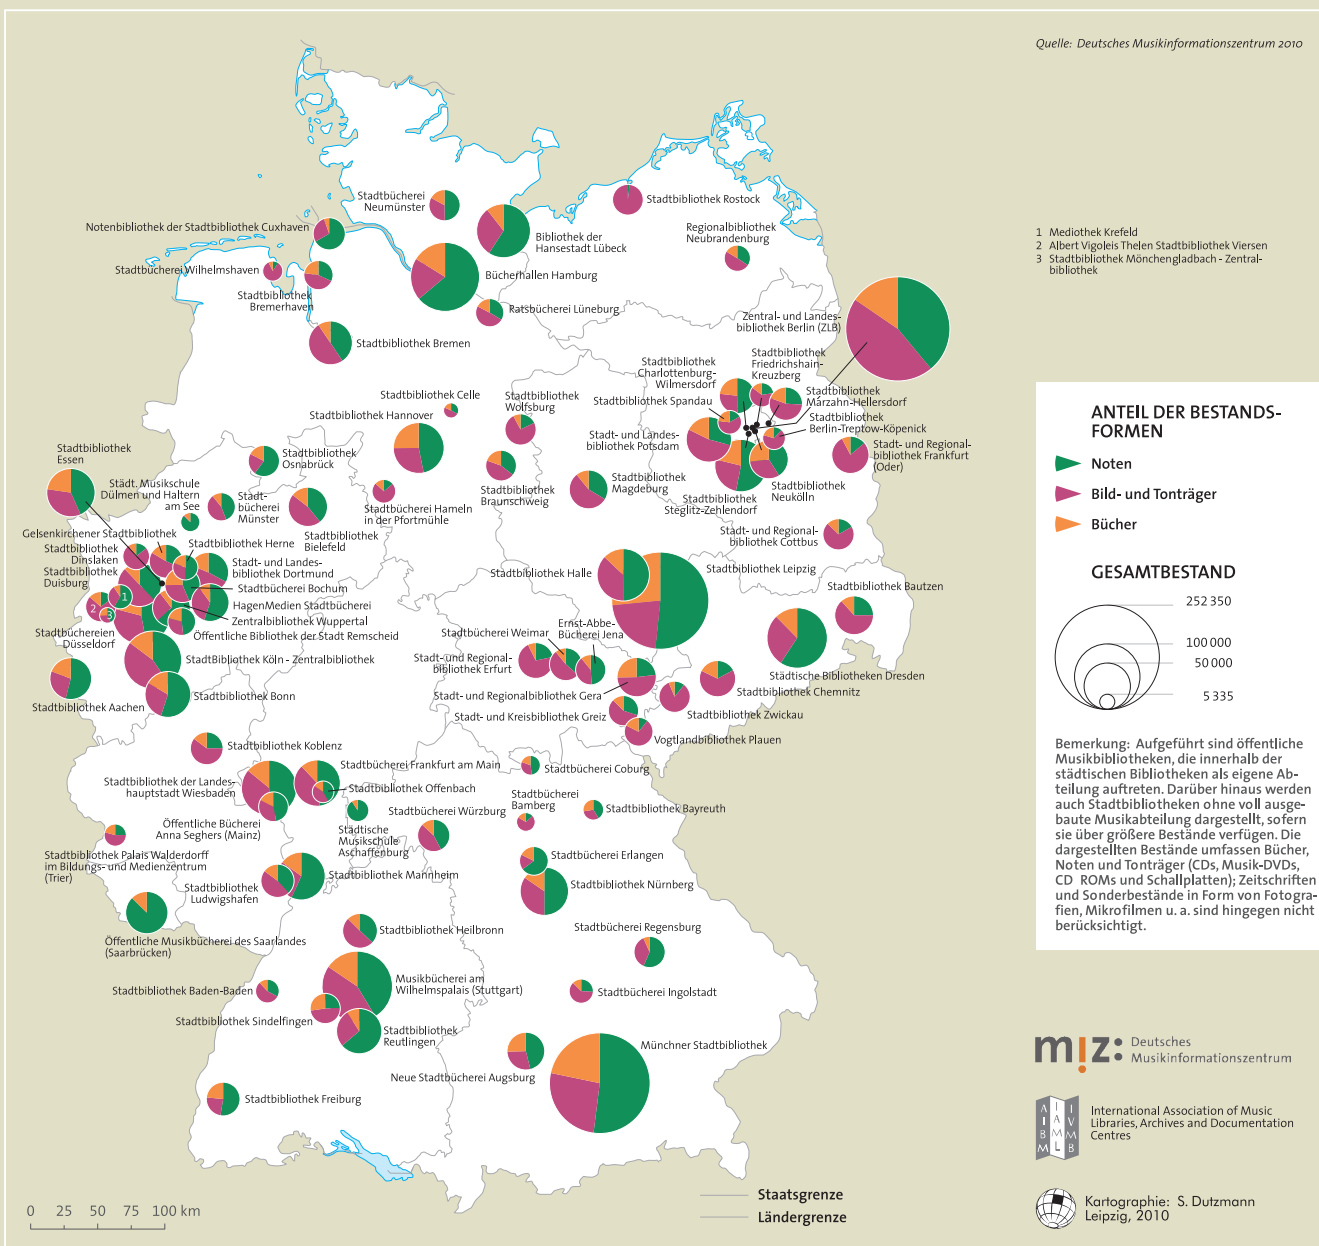 Quelle: Deutsches Musikinformationszentrum 2010
Stadtbücherei
Neumünster
Stadtbibliothek Rostock
Notenbibliothek der Stadtbibliothek Cuxhaven
Bibliothek der
Hansestadt Lübeck
Regionalbibliothek
Neubrandenburg
1 Mediothek Krefeld
2 Albert Vigoleis Thelen Stadtbibliothek Viersen
3 Stadtbibliothek Mönchengladbach - Zentral-
bibliothek
Stadtbücherei Wilhelmshaven
Bücherhallen Hamburg
Stadtbibliothek
Bremerhaven
Ratsbücherei Lüneburg
Zentral- und Landes-
bibliothek Berlin (ZLB)
Stadtbibliothek Bremen
Stadtbibliothek
Charlottenburg-
Wilmersdorf
Stadtbibliothek
Friedrichshain-
Kreuzberg
Stadtbibliothek
Marzahn-Hellersdorf
Stadtbibliothek Spandau
Stadtbibliothek
Berlin-Treptow-Köpenick
Stadtbibliothek Celle
Stadtbibliothek
Wolfsburg
Stadtbibliothek Hannover
Stadt- und Landes-
bibliothek Potsdam
Stadt- und Regional-
bibliothek Frankfurt
(Oder)
Stadtbibliothek
Essen
Stadtbibliothek
Osnabrück
Stadtbibliothek
Braunschweig
Stadtbibliothek
Magdeburg
Stadtbibliothek
Steglitz-Zehlendorf
Stadtbibliothek
Neukölln
Städt. Musikschule
Dülmen und Haltern
am See
Stadt-
bücherei
Münster
Stadtbücherei Hameln
in der Pfortmühle
Stadtbibliothek
Bielefeld
Stadt- und Regional-
bibliothek Cottbus
Gelsenkirchener Stadtbibliothek
Stadtbibliothek Herne
Stadtbibliothek
Dinslaken
Stadt- und Landes-
bibliothek Dortmund
Stadtbibliothek
Duisburg
Stadtbücherei Bochum
HagenMedien Stadtbücherei
Zentralbibliothek Wuppertal
Öffentliche Bibliothek der Stadt Remscheid
1
2
3
Stadtbüchereien
Düsseldorf
Stadtbibliothek Halle
Stadtbibliothek Leipzig
Stadtbibliothek Bautzen
StadtBibliothek Köln - Zentralbibliothek
Stadtbücherei Weimar
Ernst-Abbe-
Bücherei Jena
Stadt- und Regional-
bibliothek Erfurt
Städtische Bibliotheken Dresden
Stadtbibliothek Aachen
Stadtbibliothek Bonn
Stadt- und Regionalbibliothek Gera
Stadtbibliothek Chemnitz
Stadt- und Kreisbibliothek Greiz
Stadtbibliothek Zwickau
Vogtlandbibliothek Plauen
Stadtbibliothek Koblenz
Stadtbücherei Frankfurt am Main
Stadtbücherei Coburg
Stadtbibliothek der Landes-
hauptstadt Wiesbaden
Stadtbibliothek Offenbach
Öffentliche Bücherei
Anna Seghers (Mainz)
Städtische
Musikschule
Aschaffenburg
Stadtbücherei Würzburg
Stadtbücherei
Bamberg
Stadtbibliothek Bayreuth
Stadtbibliothek Palais Walderdorff
im Bildungs- und Medienzentrum
(Trier)
Stadtbücherei Erlangen
Stadtbibliothek Mannheim
Stadtbibliothek
Ludwigshafen
Stadtbibliothek Nürnberg
Öffentliche Musikbücherei des Saarlandes
(Saarbrücken)
Stadtbibliothek Heilbronn
Stadtbücherei Regensburg
Musikbücherei am
Wilhelmspalais (Stuttgart)
Stadtbibliothek Baden-Baden
Stadtbücherei Ingolstadt
Stadtbibliothek Sindelfingen
Stadtbibliothek
Reutlingen
Neue Stadtbücherei Augsburg
Münchner Stadtbibliothek
Stadtbibliothek Freiburg
ANTEIL DER BESTANDS-
FORMEN
Noten
Bild- und Tonträger
Bücher
GESAMTBESTAND
252 350
100 000
50 000
5 335
Bemerkung: Aufgeführt sind öffentliche
Musikbibliotheken, die innerhalb der
städtischen Bibliotheken als eigene Ab-
teilung auftreten. Darüber hinaus werden
auch Stadtbibliotheken ohne voll ausge-
baute Musikabteilung dargestellt, sofern
sie über größere Bestände verfügen. Die
dargestellten Bestände umfassen Bücher,
Noten und Tonträger (CDs, Musik-DVDs,
CD ROMs und Schallplatten); Zeitschriften
und Sonderbestände in Form von Fotogra-
fien, Mikrofilmen u. a. sind hingegen nicht
berücksichtigt.
miz: Deutsches
Musikinformationszentrum
AIBM IAML IVMB
International Association of Music
Libraries, Archives and Documentation
Centres
Kartographie: S. Dutzmann
Leipzig, 2010
Staatsgrenze
Ländergrenze
0 25 50 75 100 km